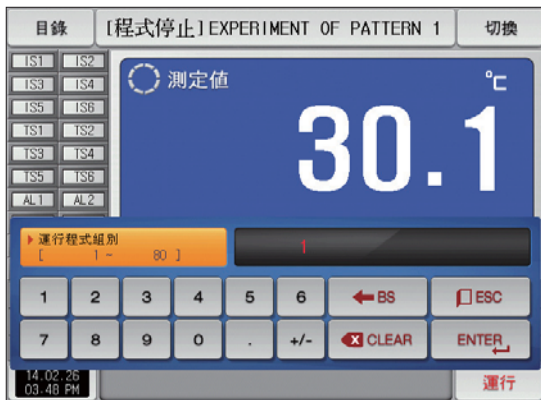 目錄 [程式停止]EXPERIMENT OF PATTERN 1 切換
IS1 IS2
IS3 IS4
IS5 IS6
TS1 TS2
TS3 TS4
TS5 TS6
AL1 AL2
測定値 ℃
30.1
運行程式組別
[ 1 - 80 ]
1
1 2 3 4 5 6 BS ESC
7 8 9 0 . +/- CLEAR ENTER
14.02.26
03:48 PM
運行